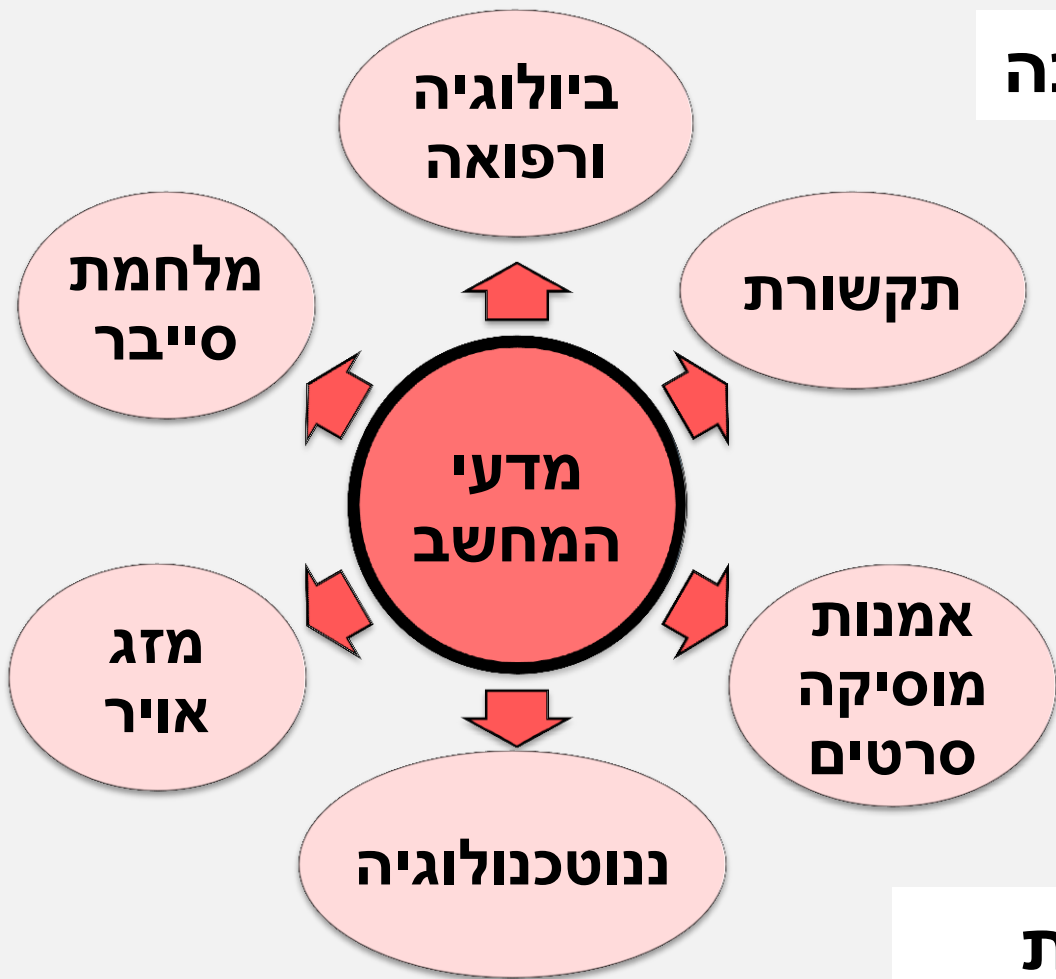 ביולוגיה
ורפואה
מלחמת
סייבר
תקשורת
מדעי
המחשב
מזג
אויר
אמנות
מוסיקה
סרטים
ננוטכנולוגיה